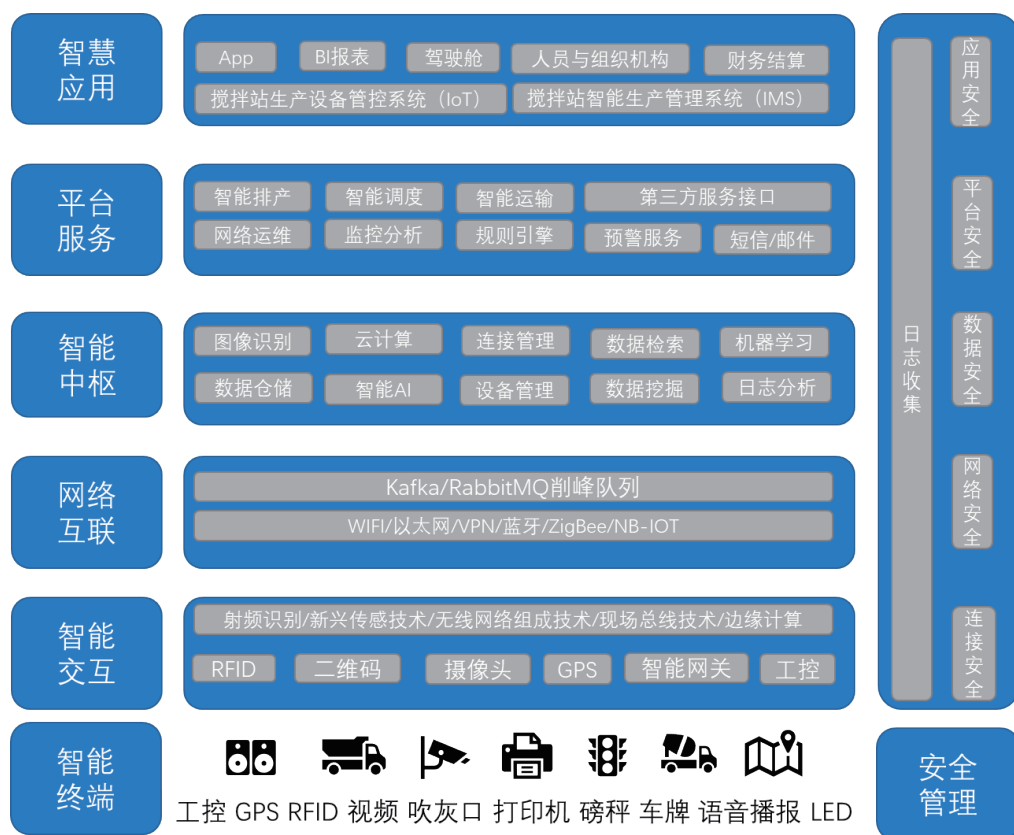 智慧
应用
App
BI报表
驾驶舱
人员与组织机构
财务结算
搅拌站生产设备管控系统（IoT）
搅拌站智能生产管理系统（IMS）
平台
服务
智能排产
智能调度
智能运输
第三方服务接口
网络运维
监控分析
规则引擎
预警服务
短信/邮件
智能
中枢
图像识别
云计算
连接管理
数据检索
机器学习
数据仓储
智能AI
设备管理
数据挖掘
日志分析
网络
互联
Kafka/RabbitMQ削峰队列
WIFI/以太网/VPN/蓝牙/ZigBee/NB-IOT
智能
交互
射频识别/新兴传感技术/无线网络组成技术/现场总线技术/边缘计算
RFID
二维码
摄像头
GPS
智能网关
工控
智能
终端
工控 GPS RFID 视频 吹灰口 打印机 磅秤 车牌 语音播报 LED
日志收集
应用安全
平台安全
数据安全
网络安全
连接安全
安全
管理